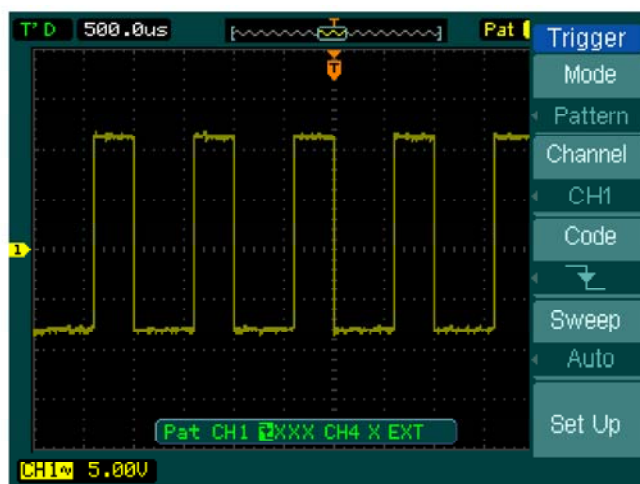 T'D 500.0us Pat
T
Trigger
Mode
Pattern
Channel
CH1
Code
Sweep
Auto
Set Up
T
1
Pat CH1 XXX CH4 X EXT
CH1~ 5.00V